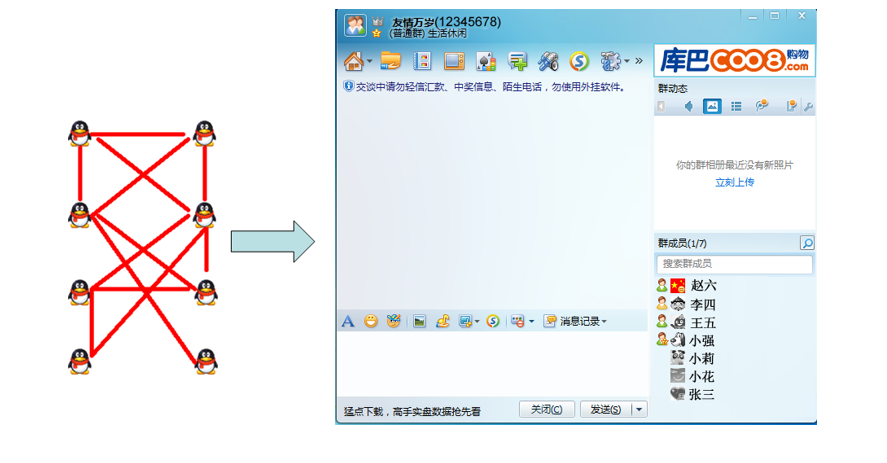 友情万岁(12345678)
(普通群) 生活休闲
库巴COO8购物.com
交谈中请勿轻信汇款、中奖信息、陌生电话，勿使用外挂软件。
群动态
你的群相册最近没有新照片
立刻上传
群成员(1/7)
搜索群成员
赵六
李四
王五
小强
小莉
小花
张三
A
消息记录
猛点下载，高手实盘数据抢先看
关闭(C)
发送(S)